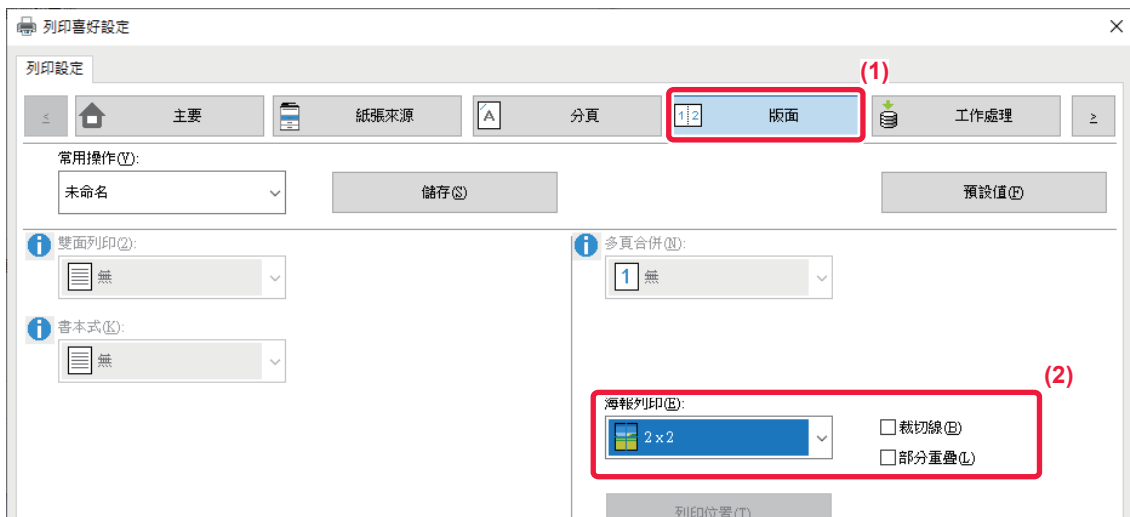 列印喜好設定
列印設定
(1)
< 主要 紙張來源 A 分頁 1 2 版面 工作處理 >
常用操作(V):
未命名 儲存(S) 預設值(F)
雙面列印(2): 多頁合併(N):
無 1 無
書本式(K):
無
(2)
海報列印(E):
2x2 裁切線(B)
部分重疊(L)
列印位置(T)